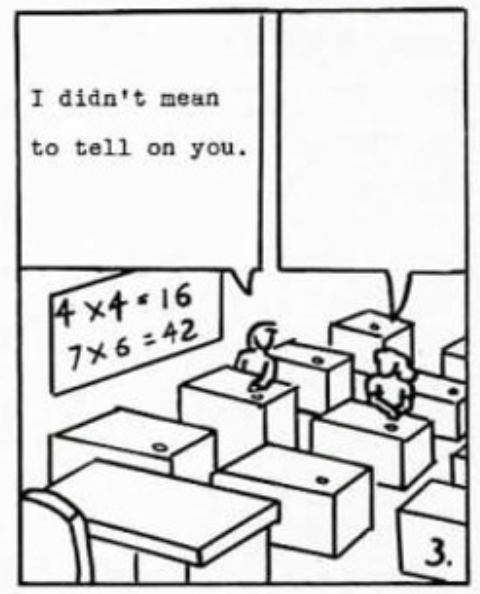 I didn't mean
to tell on you.
4 x 4 = 16
7 x 6 = 42
3.